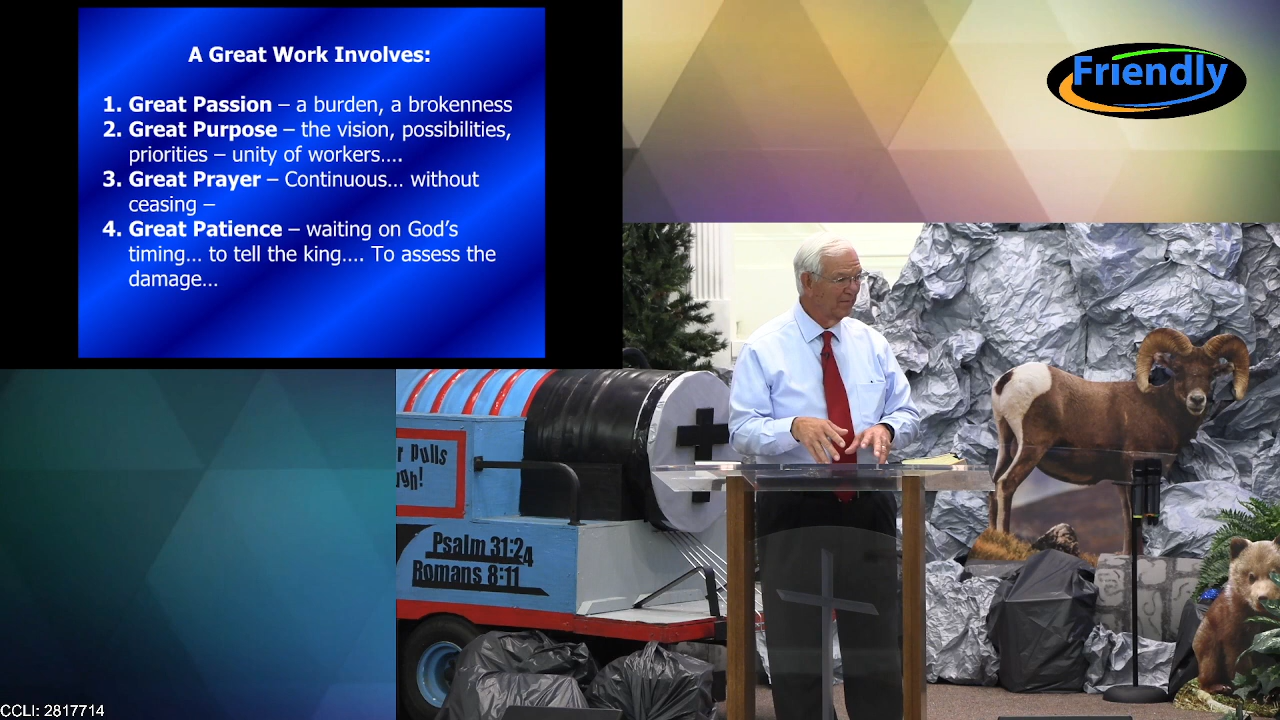 A Great Work Involves:
1. Great Passion – a burden, a brokenness
2. Great Purpose – the vision, possibilities,
priorities – unity of workers….
3. Great Prayer – Continuous… without
ceasing –
4. Great Patience – waiting on God’s
timing… to tell the king…. To assess the
damage…
Friendly
r Pulls
ugh!
Psalm 31:24
Romans 8:11
CCLI: 2817714